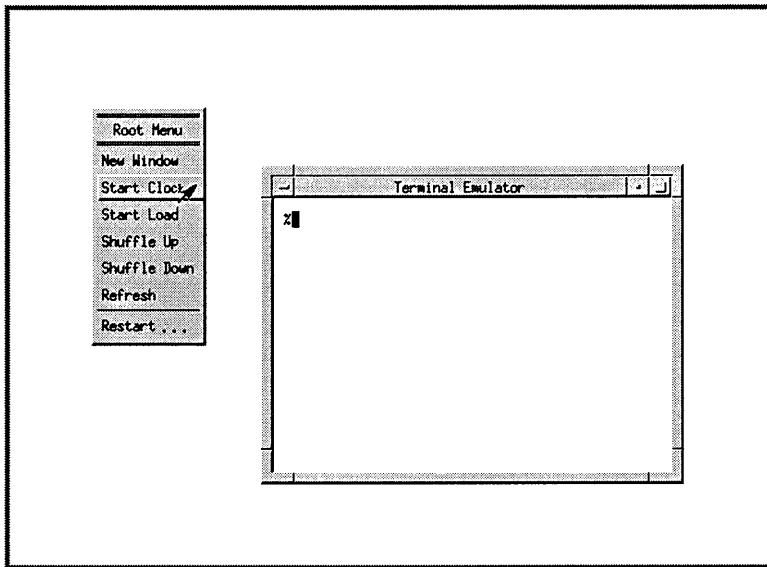 Root Menu
New Window
Start Clock
Start Load
Shuffle Up
Shuffle Down
Refresh
Restart ...
Terminal Emulator
%